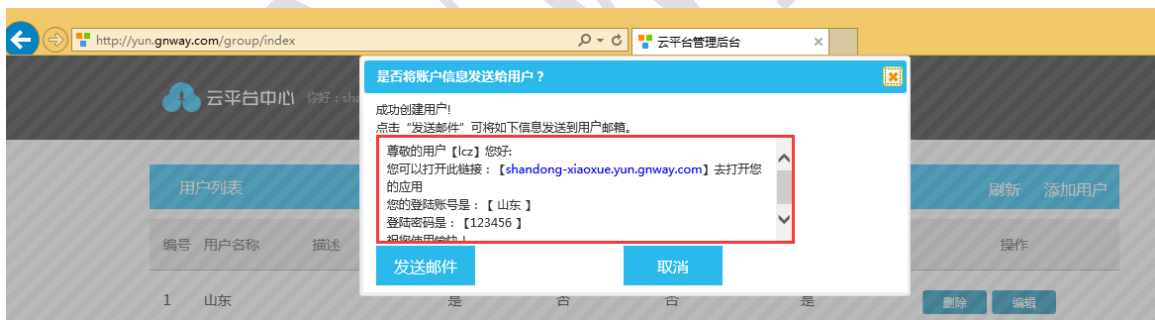 http://yun.gnway.com/group/index
云平台管理后台
云平台中心 你好：sha
是否将账户信息发送给用户？
成功创建用户!
点击“发送邮件”可将如下信息发送到用户邮箱。
尊敬的用户【lcz】您好:
您可以打开此链接：【shandong-xiaoxue.yun.gnway.com】去打开您
的应用
您的登陆账号是：【 山东 】
登陆密码是：【123456 】
祝您使用愉快！
发送邮件 取消
用户列表 刷新 添加用户
编号 用户名称 描述 操作
1 山东 是 否 否 是 删除 编辑